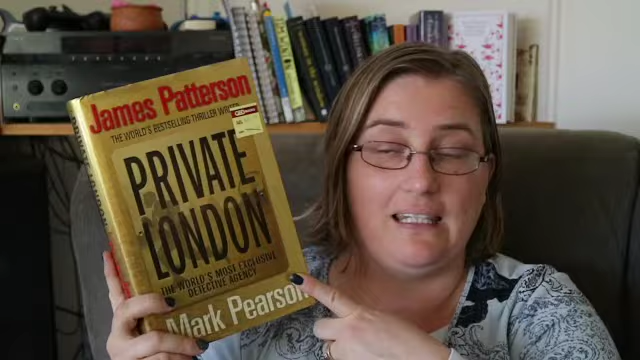 James Patterson
THE WORLD'S BESTSELLING THRILLER WRITER
PRIVATE
LONDON
THE WORLD'S MOST EXCLUSIVE
DETECTIVE AGENCY
Mark Pearson